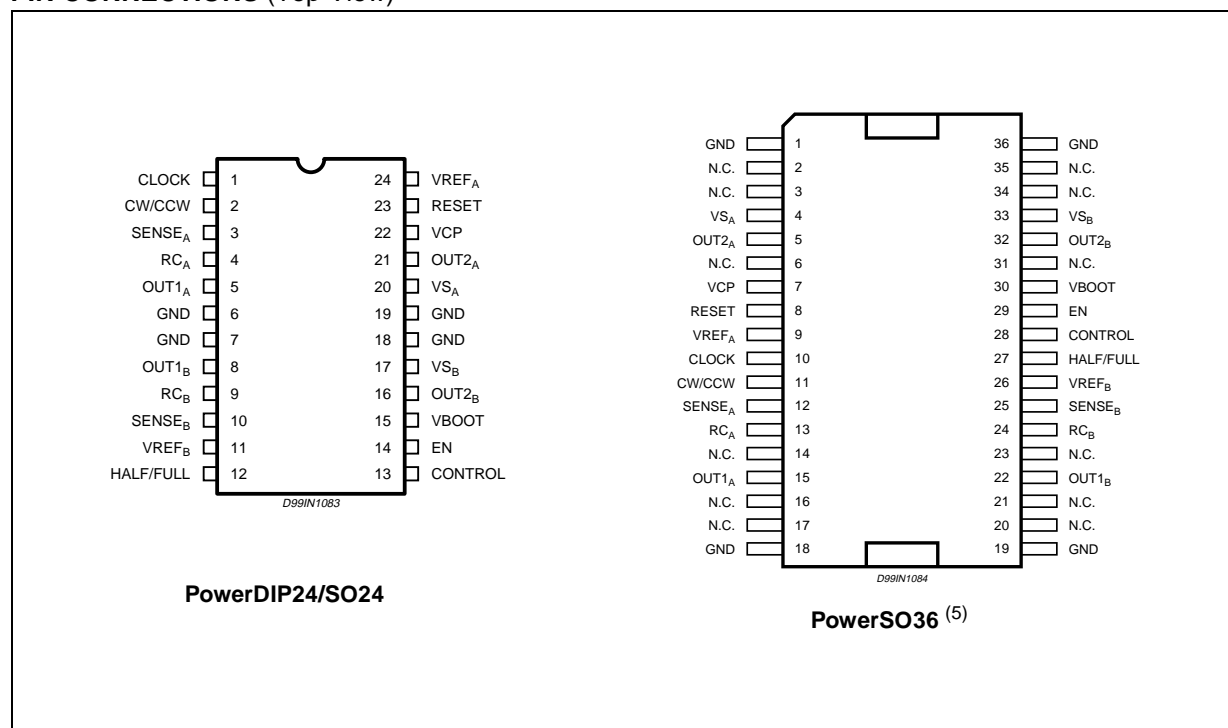 PIN CONNECTIONS (Top View)
CLOCK 1 24 VREFA
CW/CCW 2 23 RESET
SENSEA 3 22 VCP
RCA 4 21 OUT2A
OUT1A 5 20 VSA
GND 6 19 GND
GND 7 18 GND
OUT1B 8 17 VSB
RCB 9 16 OUT2B
SENSEB 10 15 VBOOT
VREFB 11 14 EN
HALF/FULL 12 13 CONTROL
D99IN1083
PowerDIP24/SO24
GND 1 36 GND
N.C. 2 35 N.C.
N.C. 3 34 N.C.
VSA 4 33 VSB
OUT2A 5 32 OUT2B
N.C. 6 31 N.C.
VCP 7 30 VBOOT
RESET 8 29 EN
VREFA 9 28 CONTROL
CLOCK 10 27 HALF/FULL
CW/CCW 11 26 VREFB
SENSEA 12 25 SENSEB
RCA 13 24 RCB
N.C. 14 23 N.C.
OUT1A 15 22 OUT1B
N.C. 16 21 N.C.
N.C. 17 20 N.C.
GND 18 19 GND
D99IN1084
PowerSO36 (5)